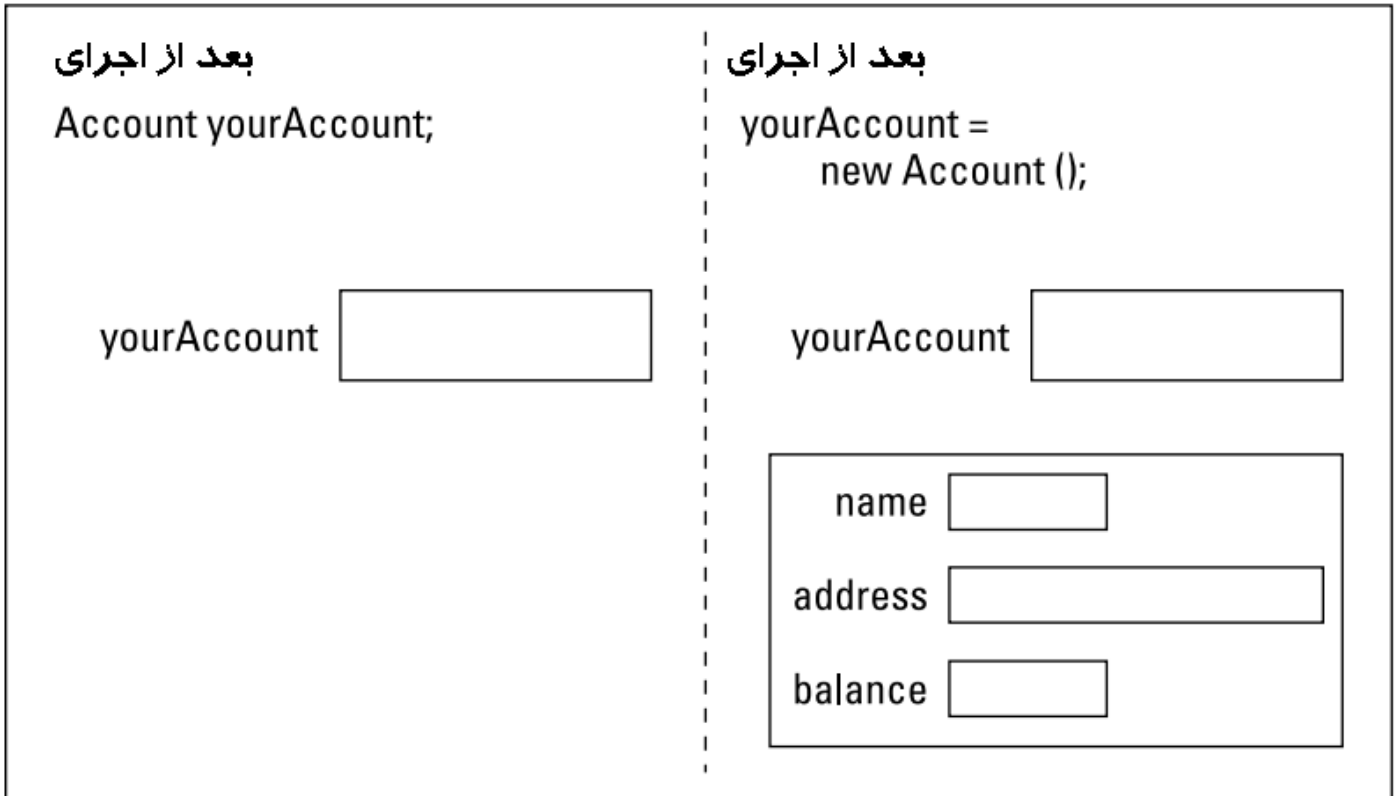 بعد از اجرای
Account yourAccount;
yourAccount
بعد از اجرای
yourAccount =
new Account ();
yourAccount
name
address
balance